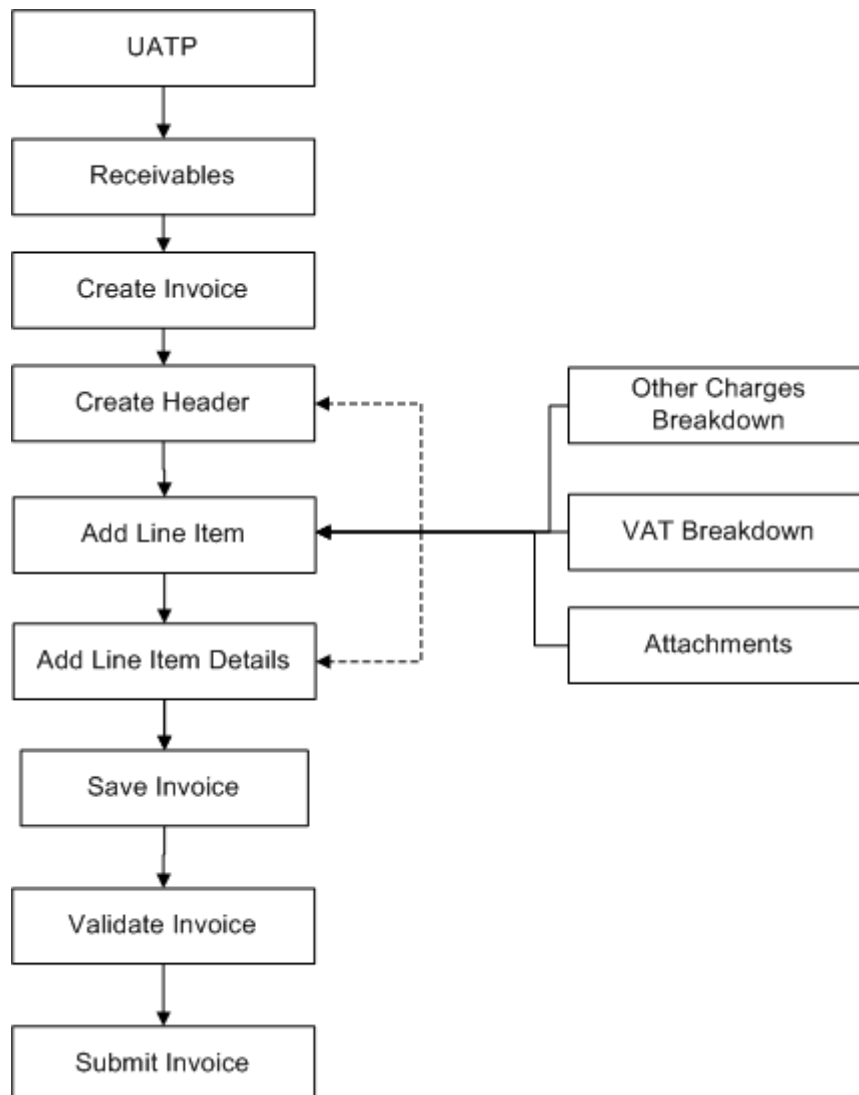 UATP
Receivables
Create Invoice
Create Header
Add Line Item
Add Line Item Details
Save Invoice
Validate Invoice
Submit Invoice
Other Charges
Breakdown
VAT Breakdown
Attachments